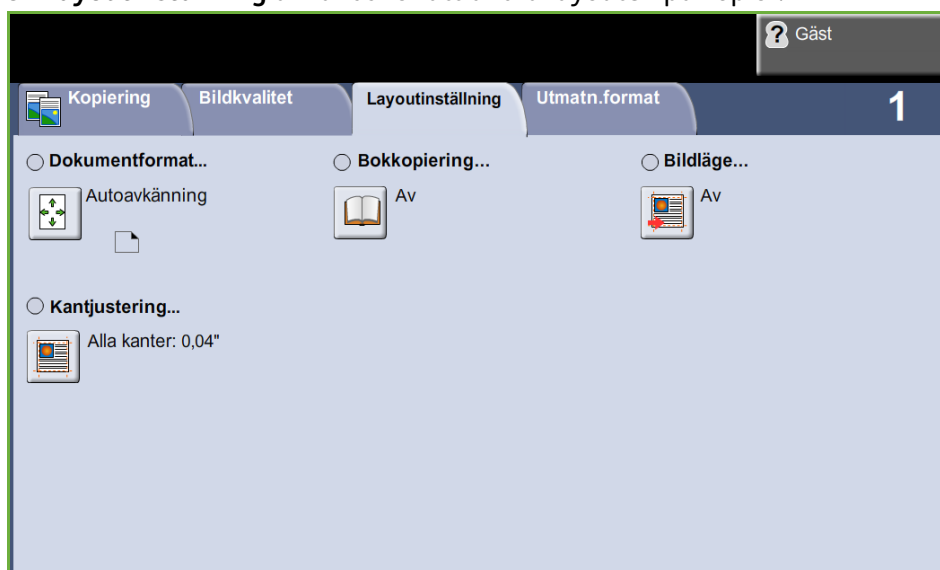 Gäst
Kopiering Bildkvalitet Layoutinställning Utmatn.format 1
Dokumentformat... Bokkopiering... Bildläge...
Autoavkänning Av Av
Kantjustering...
Alla kanter: 0,04"